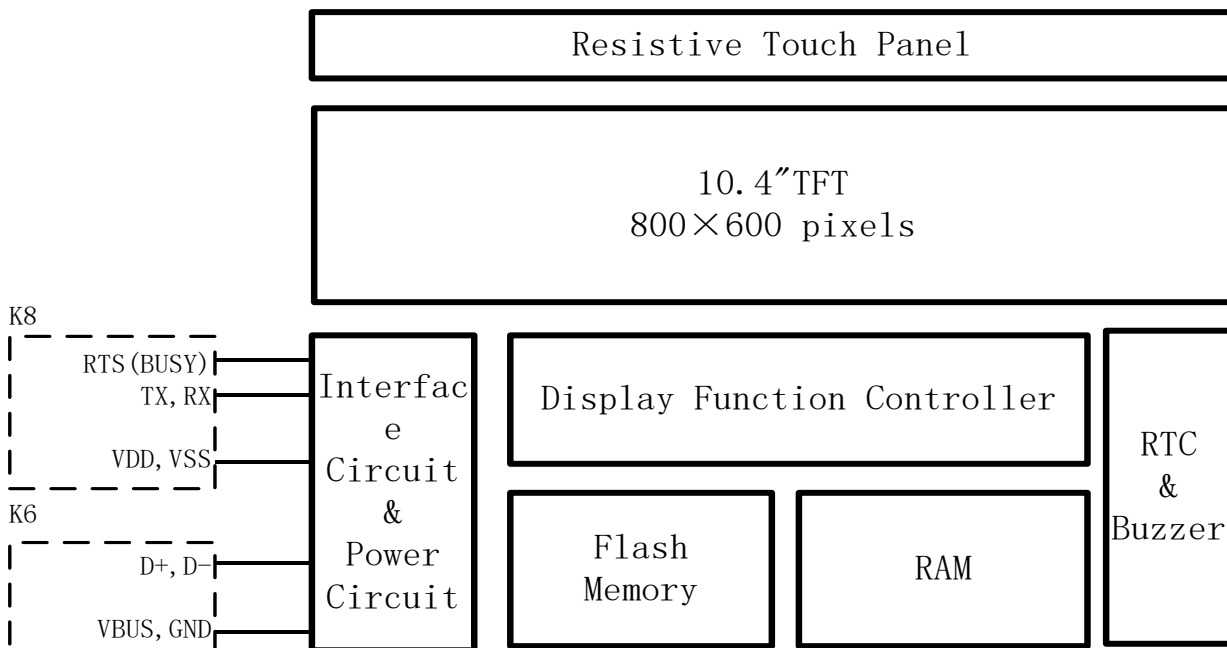 Resistive Touch Panel
10.4″TFT
800×600 pixels
K8
RTS(BUSY)
TX,RX
VDD,VSS
K6
D+,D-
VBUS,GND
Interfac
e
Circuit
&
Power
Circuit
Display Function Controller
Flash
Memory
RAM
RTC
&
Buzzer